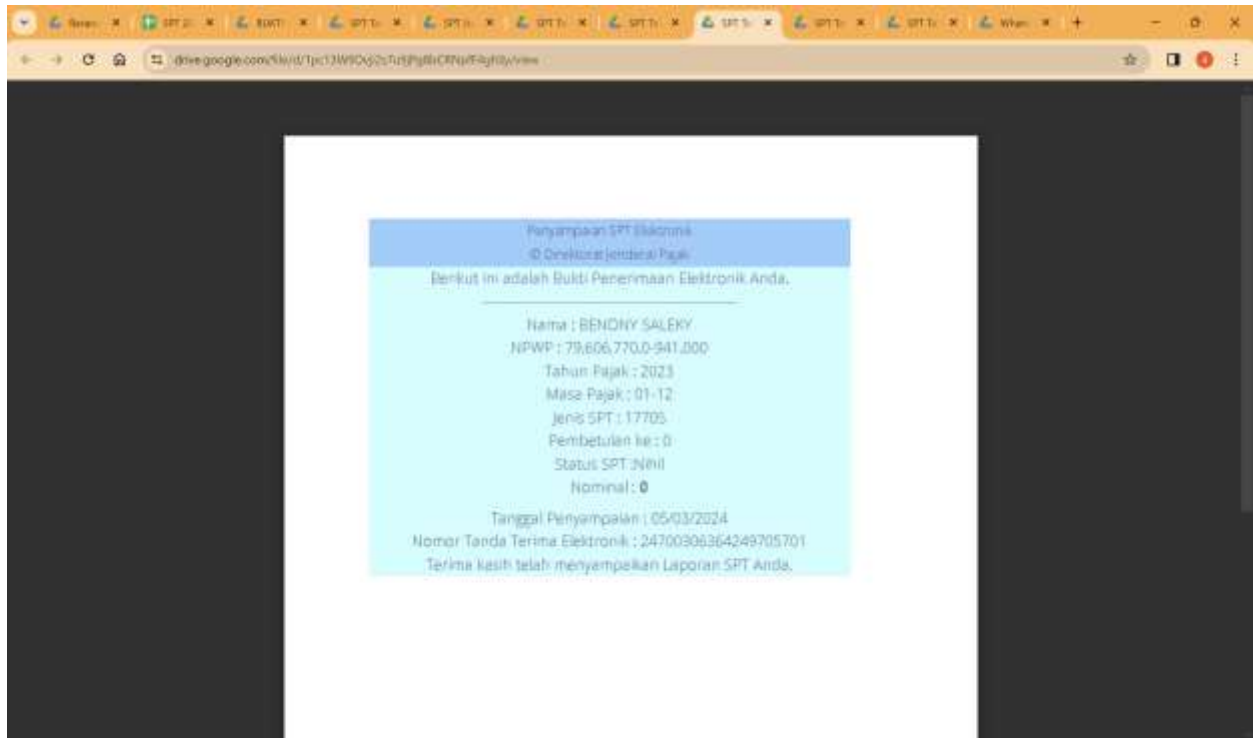 Penyampaian SPT Elektronik
© Direktorat Jenderal Pajak
Berikut ini adalah Bukti Penerimaan Elektronik Anda.
Nama : BENONY SALEKY
NPWP : 79.606.770.0-941.000
Tahun Pajak : 2023
Masa Pajak : 01-12
Jenis SPT : 1770S
Pembetulan ke : 0
Status SPT :Nihil
Nominal : 0
Tanggal Penyampaian : 05/03/2024
Nomor Tanda Terima Elektronik : 24700306364249705701
Terima kasih telah menyampaikan Laporan SPT Anda.